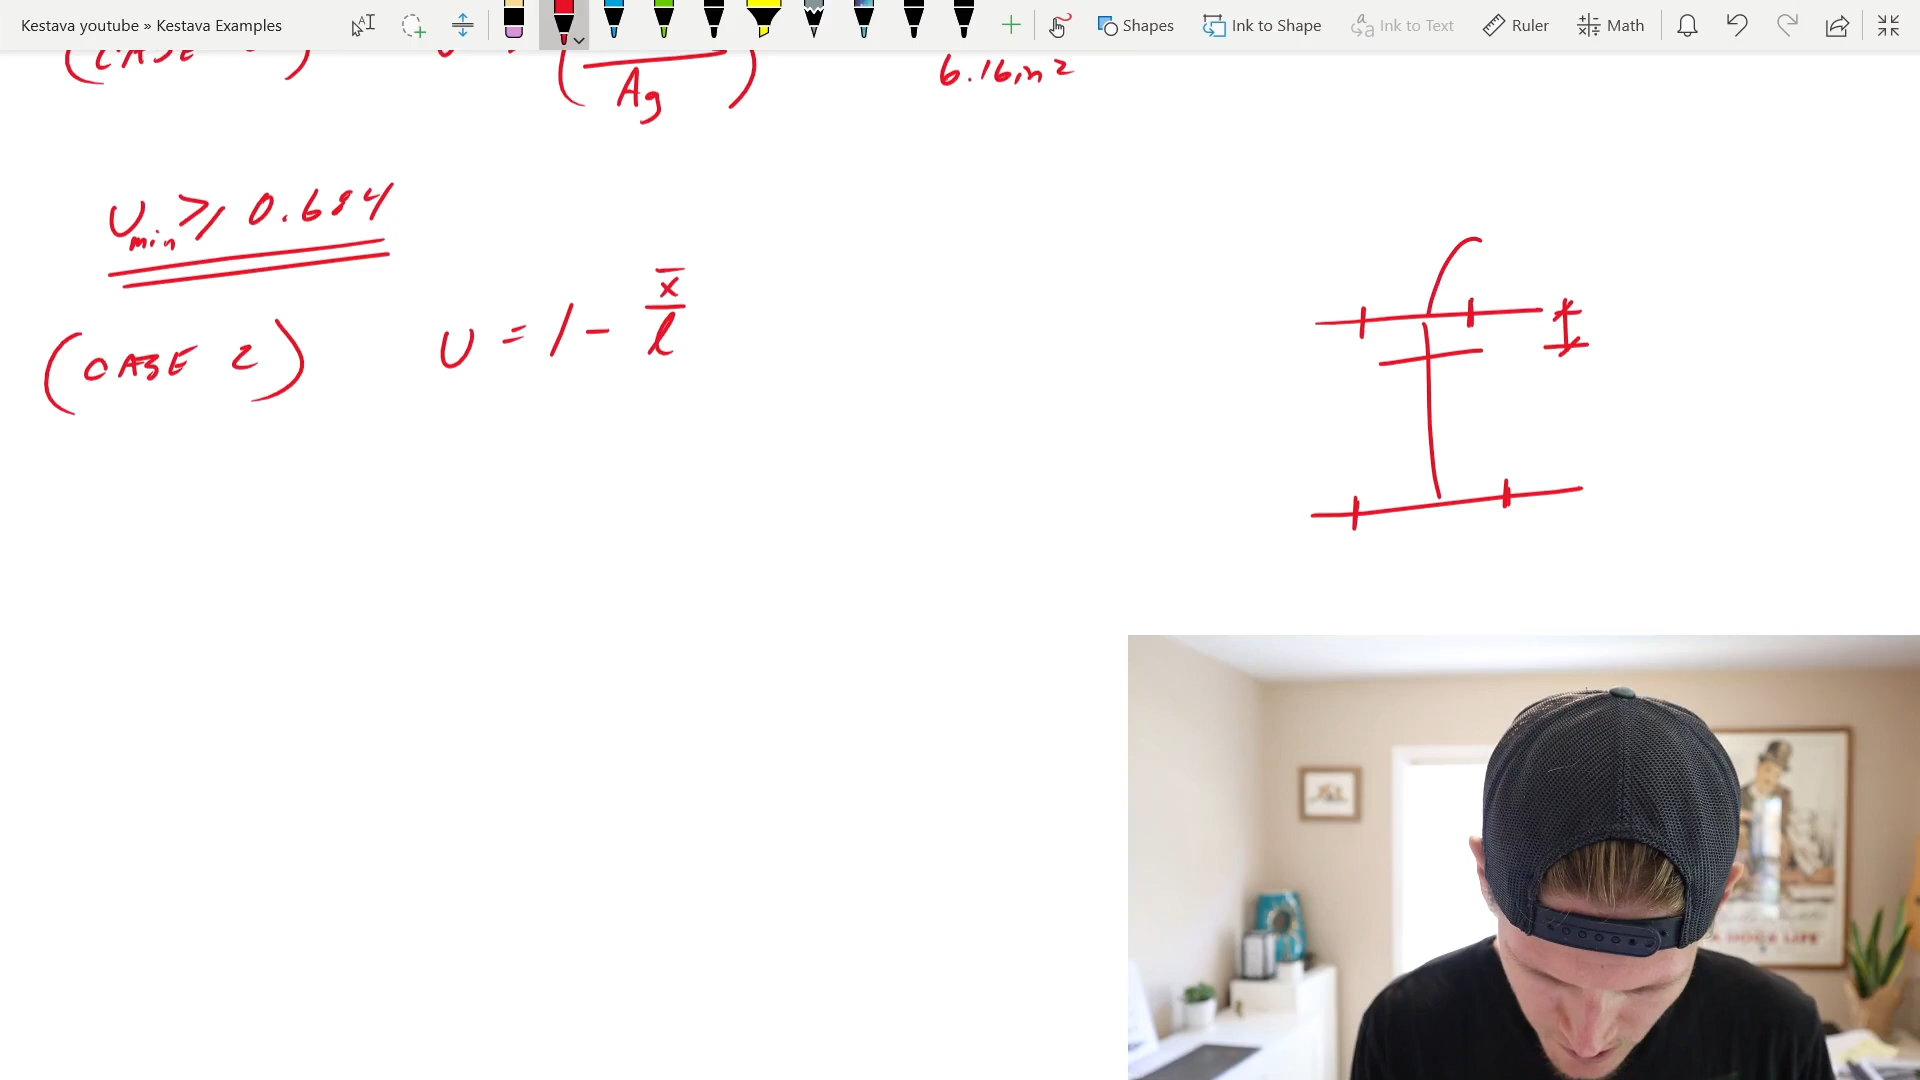 Kestava youtube » Kestava Examples
Shapes
Ink to Shape
Ink to Text
Ruler
Math
(CASE
Ag
6.16in²
Umin ≥ 0.684
(CASE 2) U = 1 - x̄/l